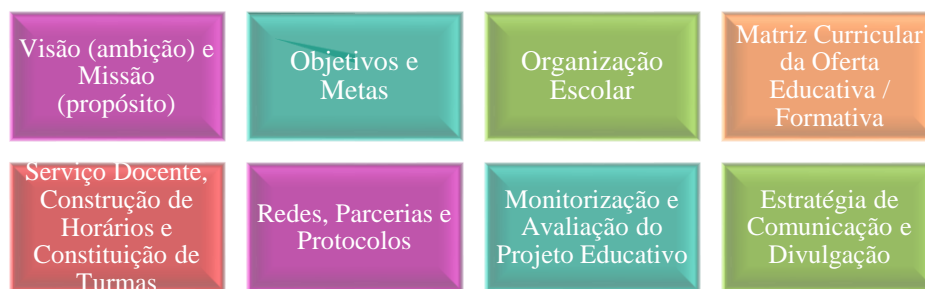 Visão (ambição) e
Missão
(propósito)
Objetivos e
Metas
Organização
Escolar
Matriz Curricular
da Oferta
Educativa /
Formativa
Serviço Docente,
Construção de
Horários e
Constituição de
Turmas
Redes, Parcerias e
Protocolos
Monitorização e
Avaliação do
Projeto Educativo
Estratégia de
Comunicação e
Divulgação